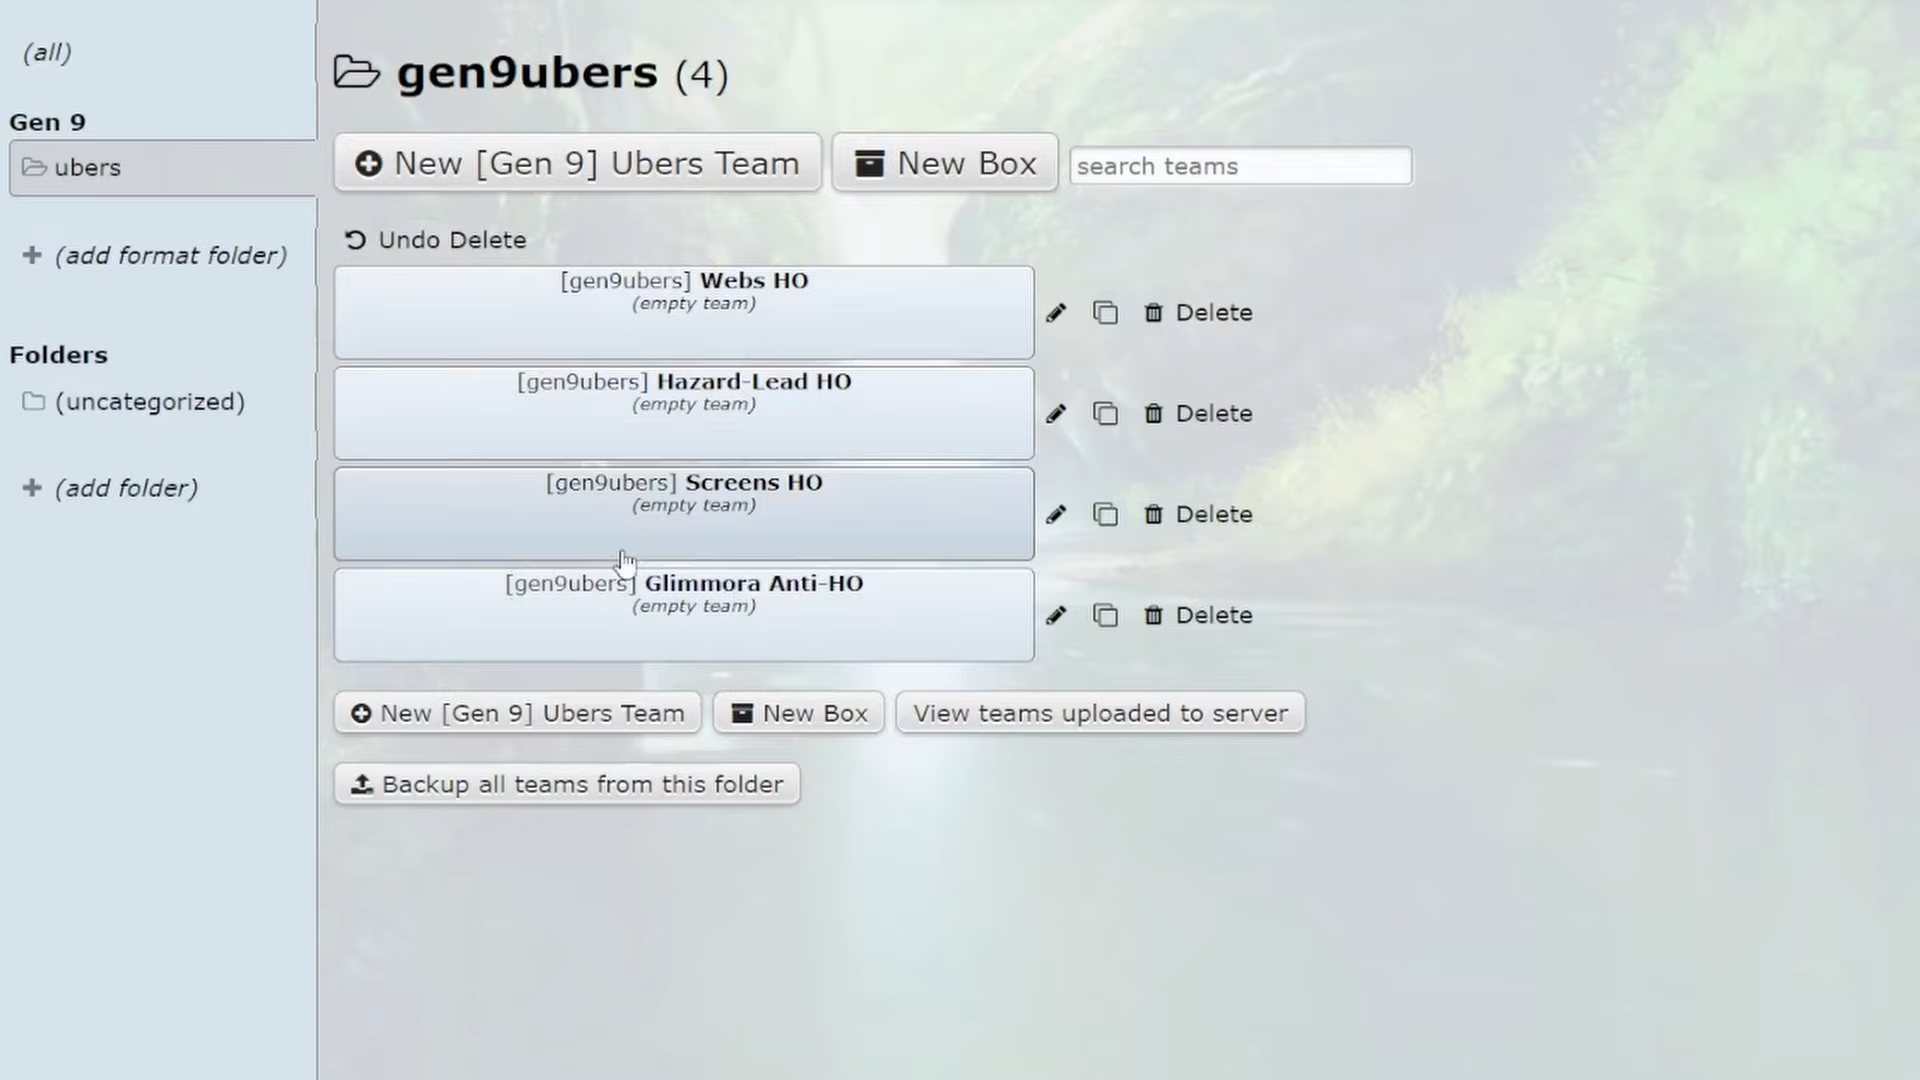 (all)
Gen 9
ubers
(add format folder)
Folders
(uncategorized)
(add folder)
gen9ubers (4)
New [Gen 9] Ubers Team
New Box
search teams
Undo Delete
[gen9ubers] Webs HO
(empty team)
Delete
[gen9ubers] Hazard-Lead HO
(empty team)
Delete
[gen9ubers] Screens HO
(empty team)
Delete
[gen9ubers] Glimmora Anti-HO
(empty team)
Delete
New [Gen 9] Ubers Team
New Box
View teams uploaded to server
Backup all teams from this folder